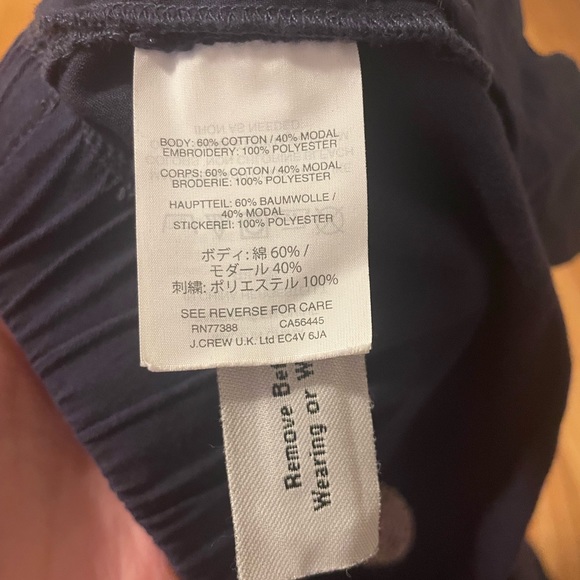 BODY: 60% COTTON / 40% MODAL
EMBROIDERY: 100% POLYESTER
CORPS: 60% COTON / 40% MODAL
BRODERIE: 100% POLYESTER
HAUPTTEIL: 60% BAUMWOLLE /
40% MODAL
STICKEREI: 100% POLYESTER
ボディ: 綿 60% /
モダール 40%
刺繍: ポリエステル 100%
SEE REVERSE FOR CARE
RN77388 CA56445
J.CREW U.K. Ltd EC4V 6JA
Remove
Wearing or